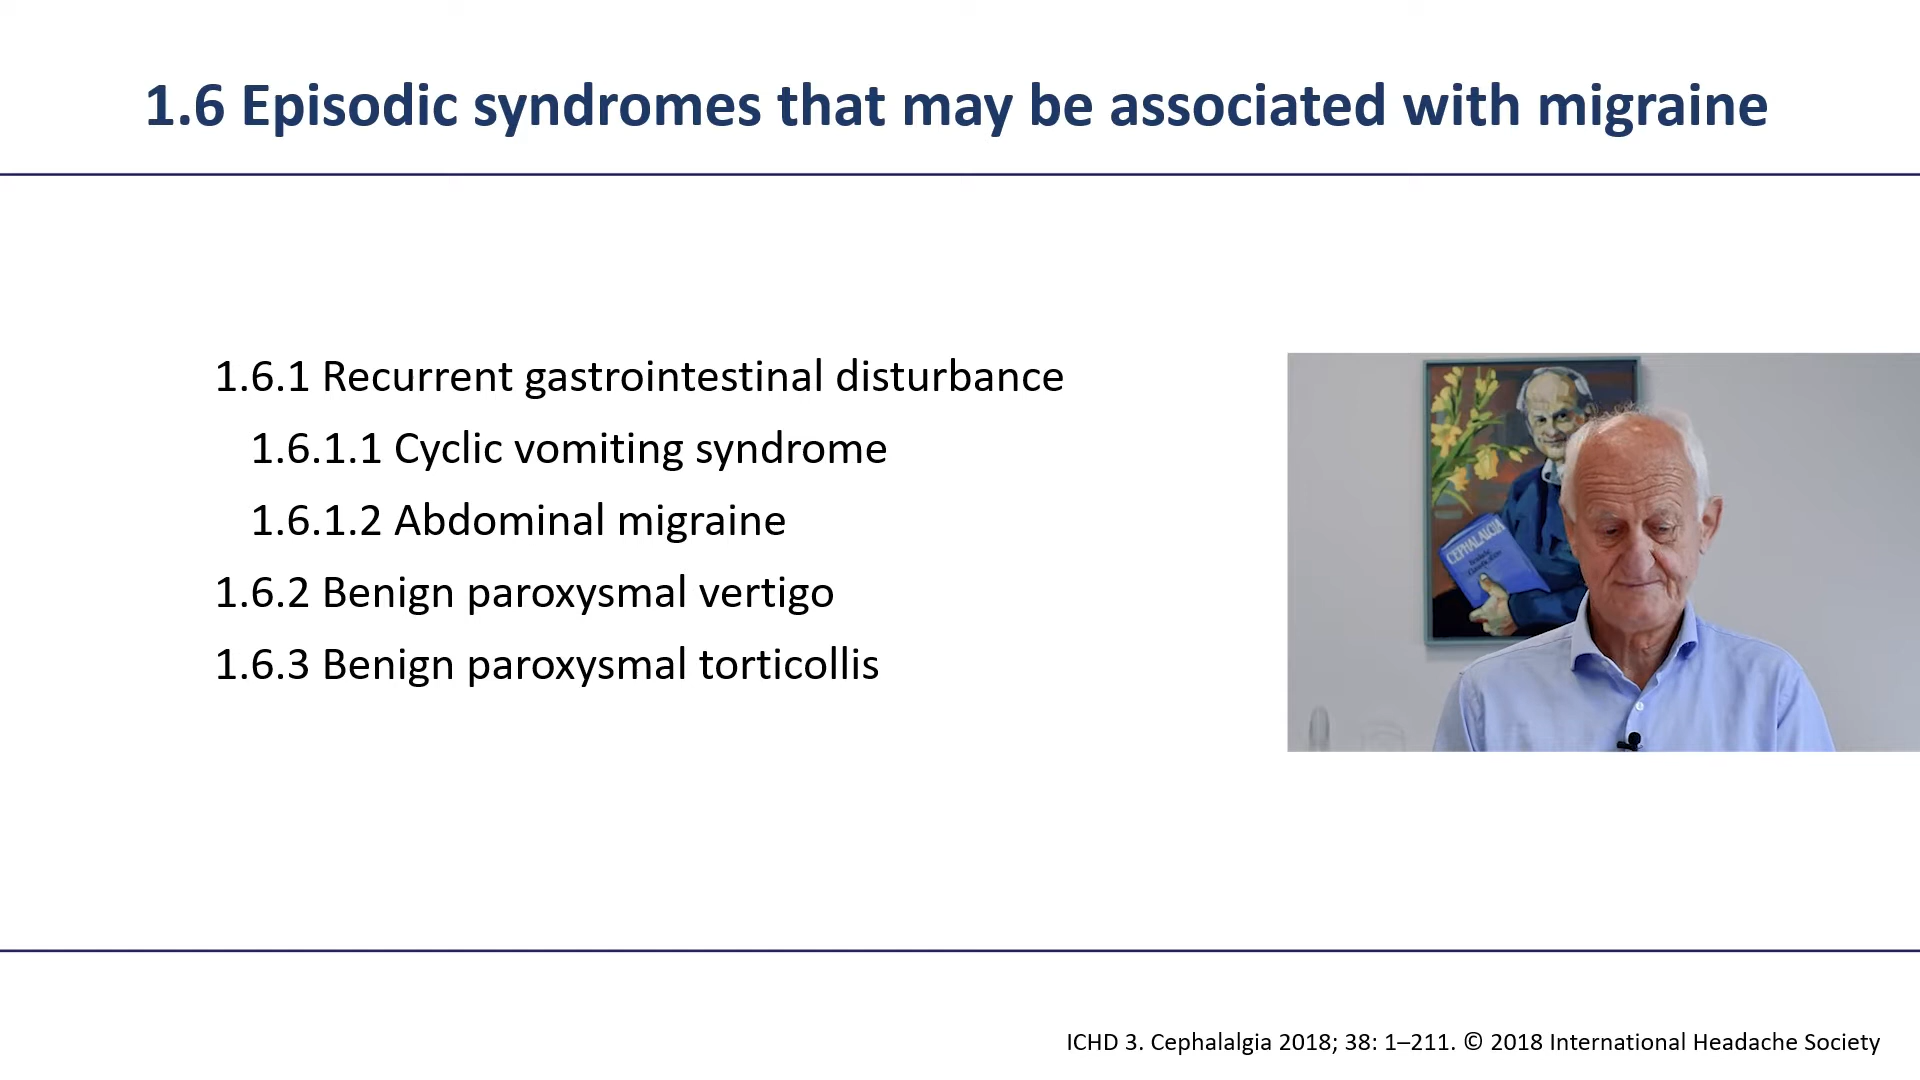 1.6 Episodic syndromes that may be associated with migraine
1.6.1 Recurrent gastrointestinal disturbance
1.6.1.1 Cyclic vomiting syndrome
1.6.1.2 Abdominal migraine
1.6.2 Benign paroxysmal vertigo
1.6.3 Benign paroxysmal torticollis
CEPHALALGIA
ICHD 3. Cephalalgia 2018; 38: 1–211. © 2018 International Headache Society